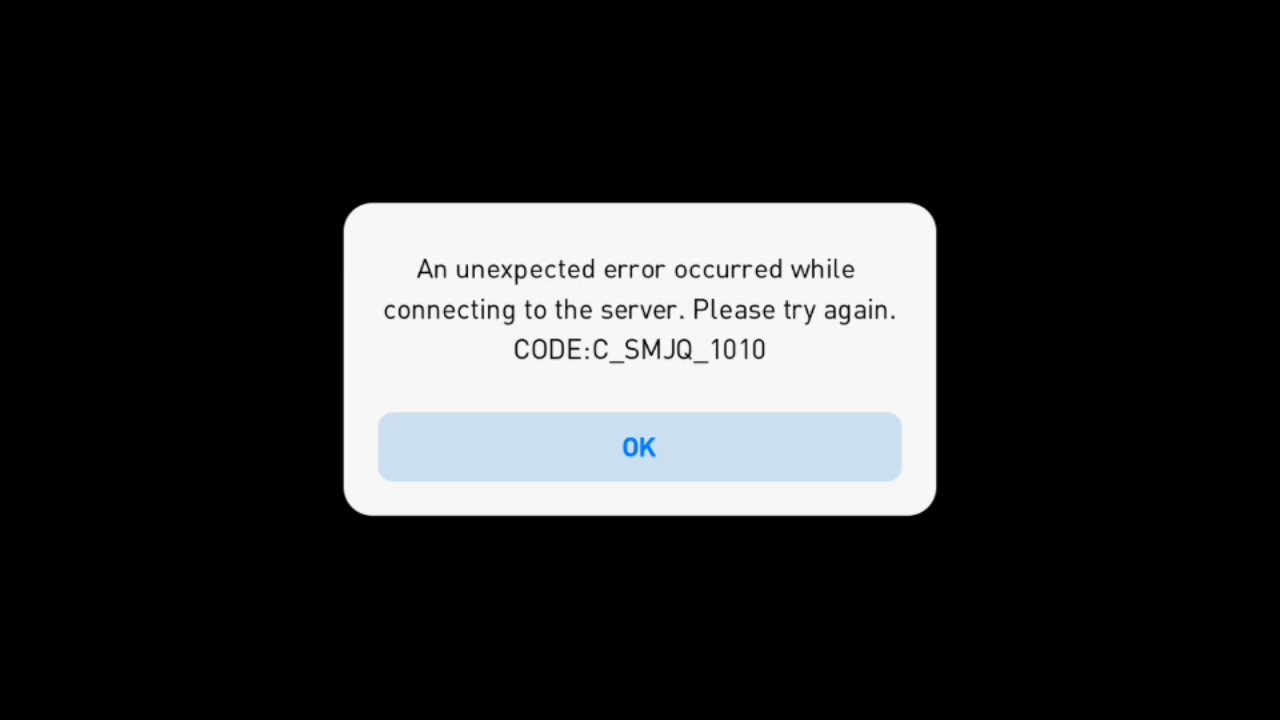 An unexpected error occurred while
connecting to the server. Please try again.
CODE:C_SMJQ_1010
OK